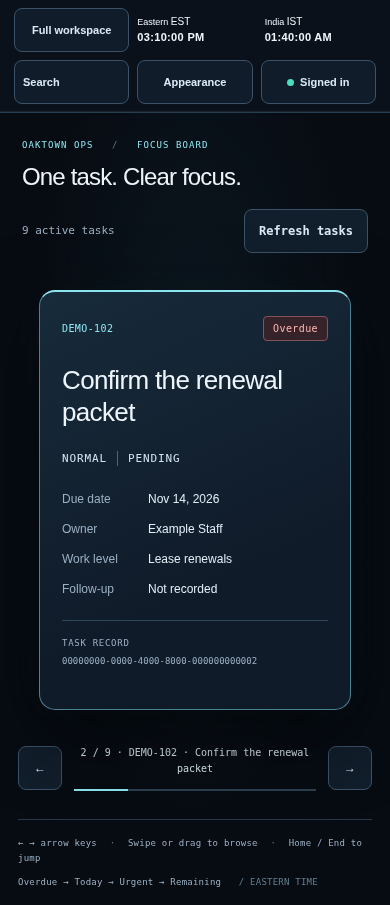 Full workspace
Eastern EST
03:10:00 PM
India IST
01:40:00 AM
Search
Appearance
Signed in
OAKTOWN OPS / FOCUS BOARD
One task. Clear focus.
9 active tasks
Refresh tasks
DEMO-102
Overdue
Confirm the renewal
packet
NORMAL
PENDING
Due date Nov 14, 2026
Owner Example Staff
Work level Lease renewals
Follow-up Not recorded
TASK RECORD
00000000-0000-4000-8000-000000000002
←
2 / 9 · DEMO-102 · Confirm the renewal
packet
→
← → arrow keys · Swipe or drag to browse · Home / End to
jump
Overdue → Today → Urgent → Remaining / EASTERN TIME